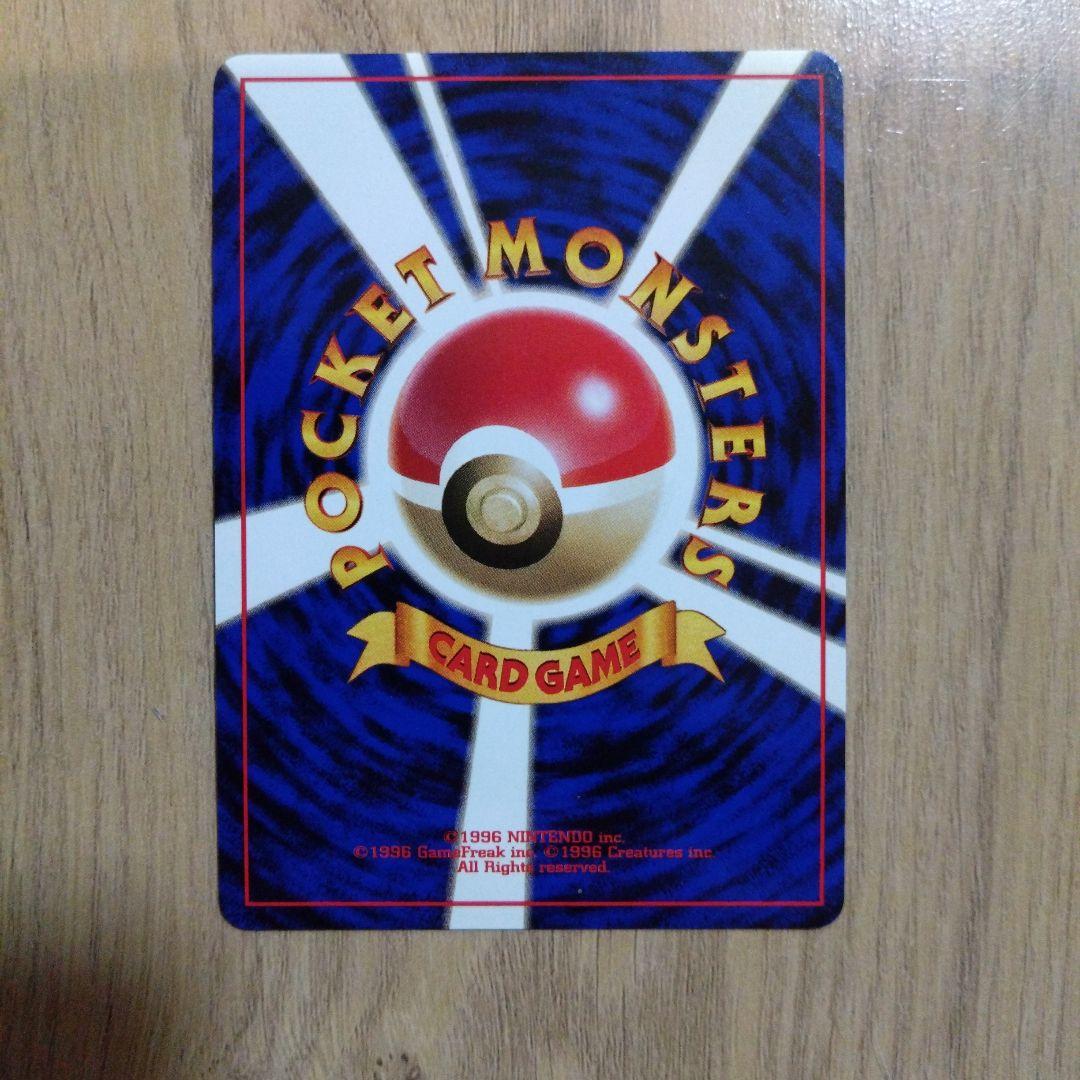 POCKET MONSTERS
CARD GAME
©1996 NINTENDO inc.
©1996 GameFreak inc. ©1996 Creatures inc.
All Rights reserved.